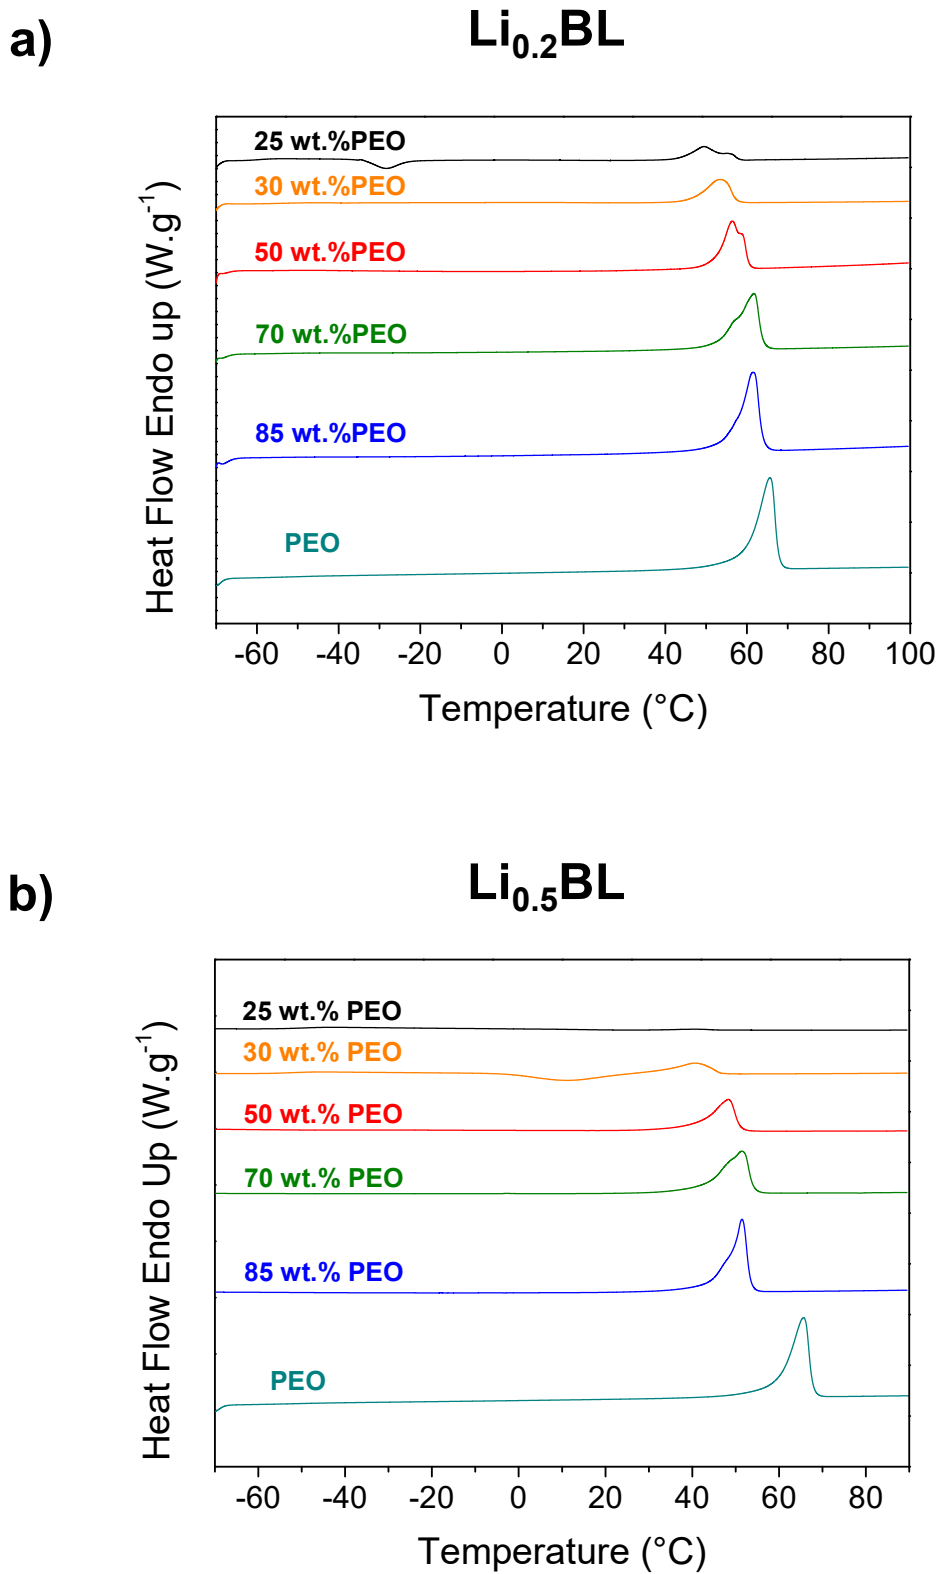 a)
Li0.2BL
25 wt.%PEO
30 wt.%PEO
50 wt.%PEO
70 wt.%PEO
85 wt.%PEO
PEO
Heat Flow Endo up (W.g-1)
-60 -40 -20 0 20 40 60 80 100
Temperature (°C)
b)
Li0.5BL
25 wt.% PEO
30 wt.% PEO
50 wt.% PEO
70 wt.% PEO
85 wt.% PEO
PEO
Heat Flow Endo Up (W.g-1)
-60 -40 -20 0 20 40 60 80
Temperature (°C)